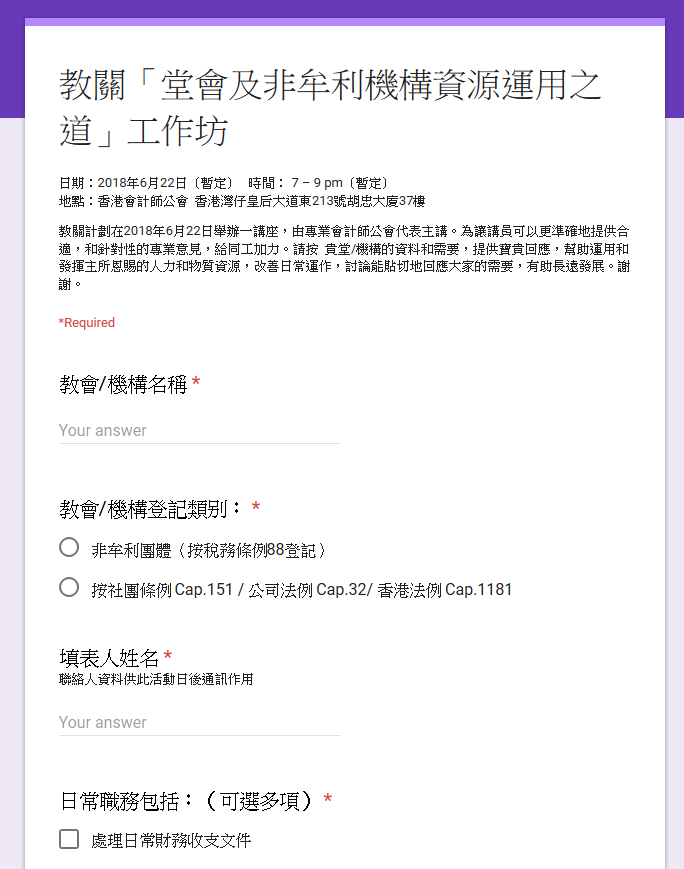 教關「堂會及非牟利機構資源運用之
道」工作坊
日期：2018年6月22日〔暫定〕 時間： 7 – 9 pm〔暫定〕
地點：香港會計師公會 香港灣仔皇后大道東213號胡忠大廈37樓
教關計劃在2018年6月22日舉辦一講座，由專業會計師公會代表主講。為讓講員可以更準確地提供合
適，和針對性的專業意見，給同工加力。請按 貴堂/機構的資料和需要，提供寶貴回應，幫助運用和
發揮主所恩賜的人力和物質資源，改善日常運作，討論能貼切地回應大家的需要，有助長遠發展。謝
謝。
*Required
教會/機構名稱 *
Your answer
教會/機構登記類別： *
非牟利團體（按稅務條例88登記）
按社團條例 Cap.151 / 公司法例 Cap.32/ 香港法例 Cap.1181
填表人姓名 *
聯絡人資料供此活動日後通訊作用
Your answer
日常職務包括：（可選多項） *
處理日常財務收支文件